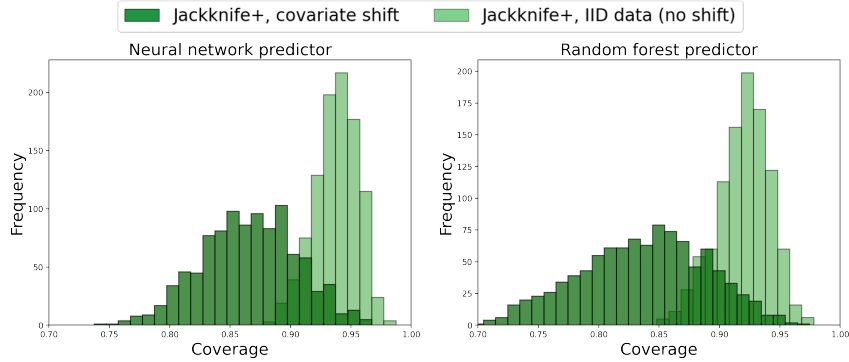 Jackknife+, covariate shift
Jackknife+, IID data (no shift)
Neural network predictor
Frequency
200
150
100
50
0
0.70 0.75 0.80 0.85 0.90 0.95 1.00
Coverage
Random forest predictor
Frequency
200
175
150
125
100
75
50
25
0
0.70 0.75 0.80 0.85 0.90 0.95 1.00
Coverage